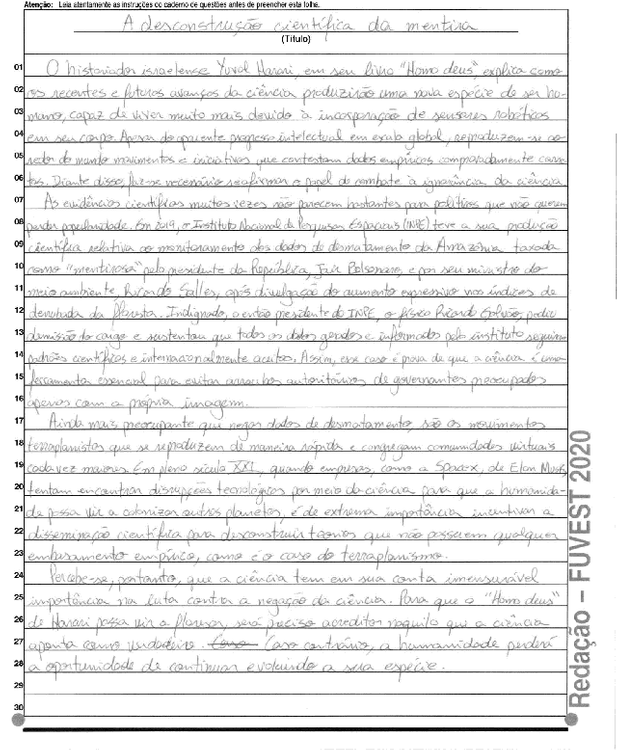 Atenção: Leia atentamente as instruções do caderno de questões antes de preencher esta folha.
A desconstrução científica da mentira
(Título)
01 O historiador israelense Yuval Harari, em seu livro "Homo deus", explica como
02 os recentes e futuros avanços da ciência produzirão uma nova espécie de ser hu-
03 mano, capaz de viver muito mais devido à incorporação de sensores robóticos
04 em seu corpo. Apesar do aparente progresso intelectual em escala global, reproduzem-se ao
05 redor do mundo movimentos e iniciativas que contestam dados empíricos comprovadamente corre-
06 tos. Diante disso, faz-se necessário reafirmar o papel de combate à ignorância da ciência.
07 As evidências científicas muitas vezes não parecem bastantes para políticos que não querem
08 perder popularidade. Em 2019, o Instituto Nacional de Pesquisas Espaciais (INPE) teve a sua produção
09 científica relativa ao monitoramento dos dados de desmatamento da Amazônia taxada
10 como "mentirosa" pelo presidente da República, Jair Bolsonaro, e por seu ministro do
11 meio ambiente, Ricardo Salles, após divulgação do aumento expressivo nos índices de
12 derrubada da floresta. Indignado, o então presidente do INPE, o físico Ricardo Galvão, pediu
13 demissão do cargo e sustentou que todos os dados gerados e informados pelo instituto seguiam
14 padrões científicos e internacionalmente aceitos. Assim, esse caso é prova de que a ciência é uma
15 ferramenta essencial para evitar arroubos autoritários de governantes preocupados
16 apenas com a própria imagem.
17 Ainda mais preocupante que negar dados de desmatamento, são os movimentos
18 terraplanistas que se reproduzem de maneira rápida e congregam comunidades virtuais
19 cada vez maiores. Em pleno século XXI, quando empresas, como a SpaceX, de Elon Musk,
20 tentam encontrar disrupções tecnológicas por meio da ciência para que a humanida-
21 de possa vir a colonizar outros planetas, é de extrema importância incentivar a
22 disseminação científica para desconstruir teorias que não possuem qualquer
23 embasamento empírico, como é o caso do terraplanismo.
24 Percebe-se, portanto, que a ciência tem em sua conta imensurável
25 importância na luta contra a negação da ciência. Para que o "Homo deus"
26 de Harari possa vir a florescer, será preciso acreditar naquilo que a ciência
27 aponta como verdadeiro. Caso contrário, a humanidade perderá
28 a oportunidade de continuar evoluindo a sua espécie.
29
30
Redação – FUVEST 2020